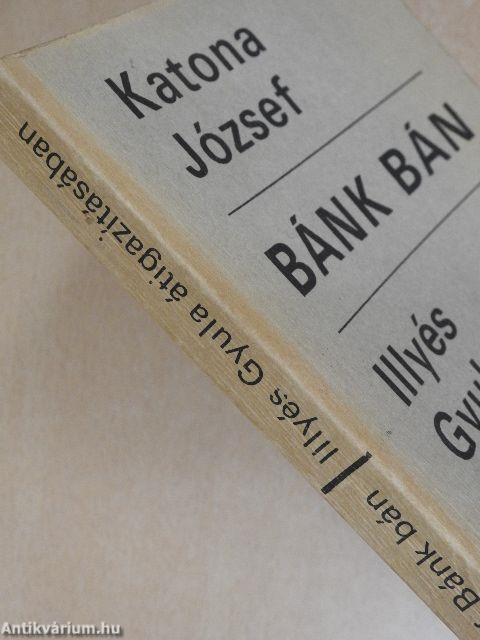 Katona
József
BÁNK BÁN
Illyés
Bánk bán | Illyés Gyula átigazításában
Antikvárium.hu